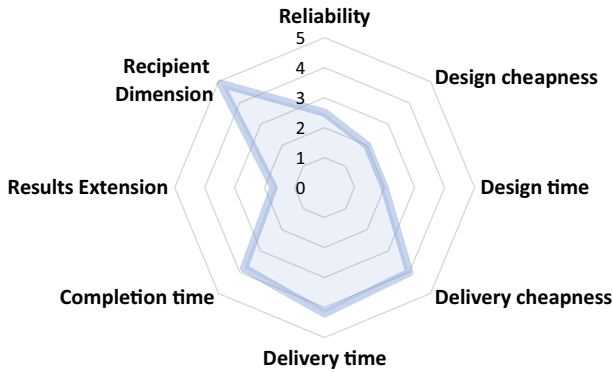 Reliability
5
4
3
2
1
0
Recipient
Dimension
Design cheapness
Results Extension
Design time
Completion time
Delivery cheapness
Delivery time